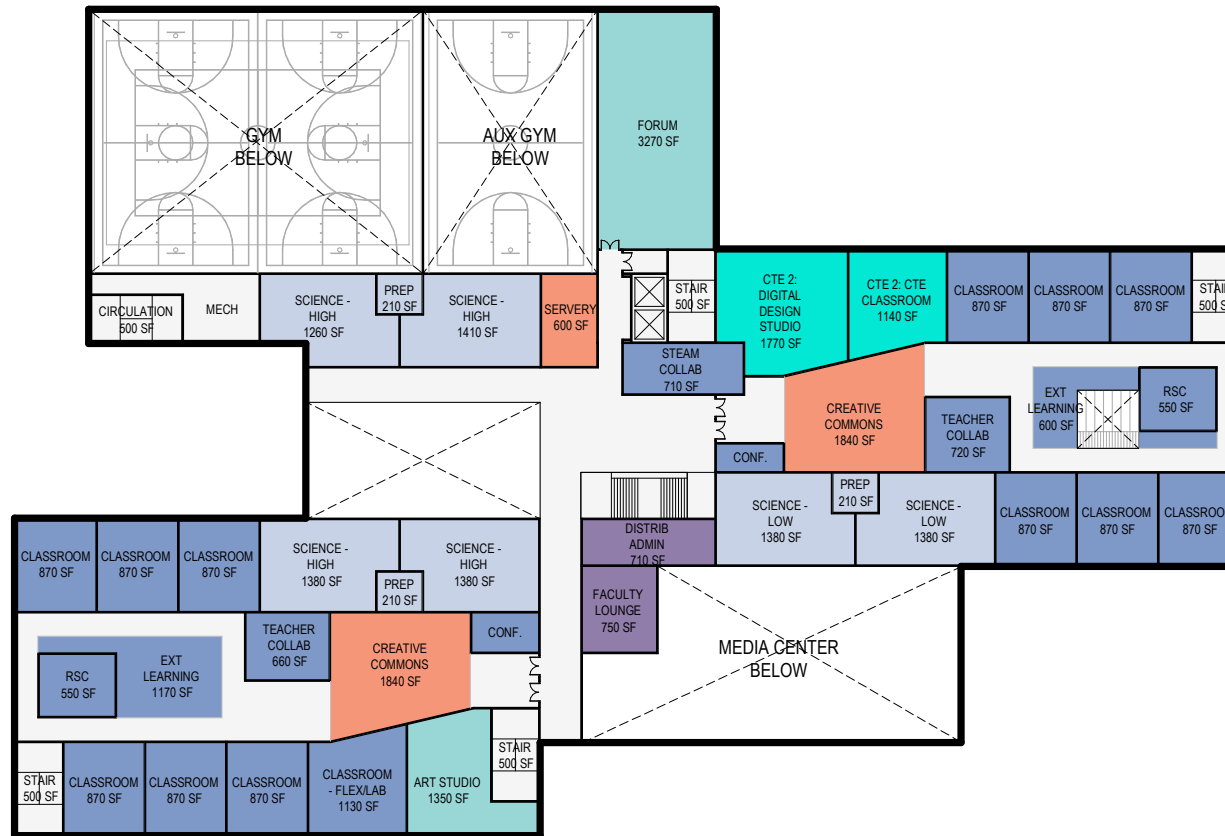 GYM
BELOW
AUX GYM
BELOW
FORUM
3270 SF
CIRCULATION
500 SF
MECH
SCIENCE -
HIGH
1260 SF
PREP
210 SF
SCIENCE -
HIGH
1410 SF
SERVERY
600 SF
STAIR
500 SF
CTE 2:
DIGITAL
DESIGN
STUDIO
1770 SF
CTE 2: CTE
CLASSROOM
1140 SF
CLASSROOM
870 SF
CLASSROOM
870 SF
CLASSROOM
870 SF
STAIR
500 SF
STEAM
COLLAB
710 SF
CREATIVE
COMMONS
1840 SF
TEACHER
COLLAB
720 SF
EXT
LEARNING
600 SF
RSC
550 SF
CONF.
SCIENCE -
LOW
1380 SF
PREP
210 SF
SCIENCE -
LOW
1380 SF
CLASSROOM
870 SF
CLASSROOM
870 SF
CLASSROOM
870 SF
DISTRIB
ADMIN
710 SF
FACULTY
LOUNGE
750 SF
MEDIA CENTER
BELOW
CLASSROOM
870 SF
CLASSROOM
870 SF
CLASSROOM
870 SF
SCIENCE -
HIGH
1380 SF
PREP
210 SF
SCIENCE -
HIGH
1380 SF
TEACHER
COLLAB
660 SF
CREATIVE
COMMONS
1840 SF
CONF.
RSC
550 SF
EXT
LEARNING
1170 SF
STAIR
500 SF
CLASSROOM
870 SF
CLASSROOM
870 SF
CLASSROOM
870 SF
CLASSROOM
- FLEX/LAB
1130 SF
ART STUDIO
1350 SF
STAIR
500 SF